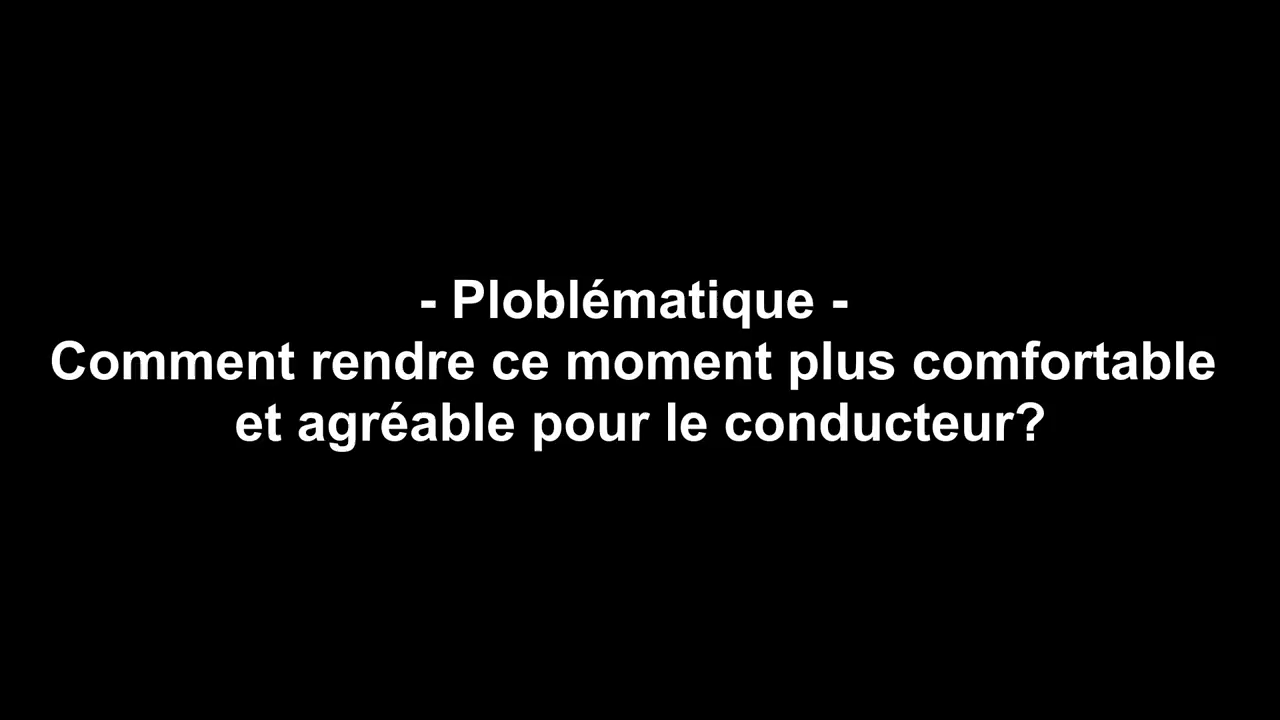 - Ploblématique -
Comment rendre ce moment plus comfortable
et agréable pour le conducteur?